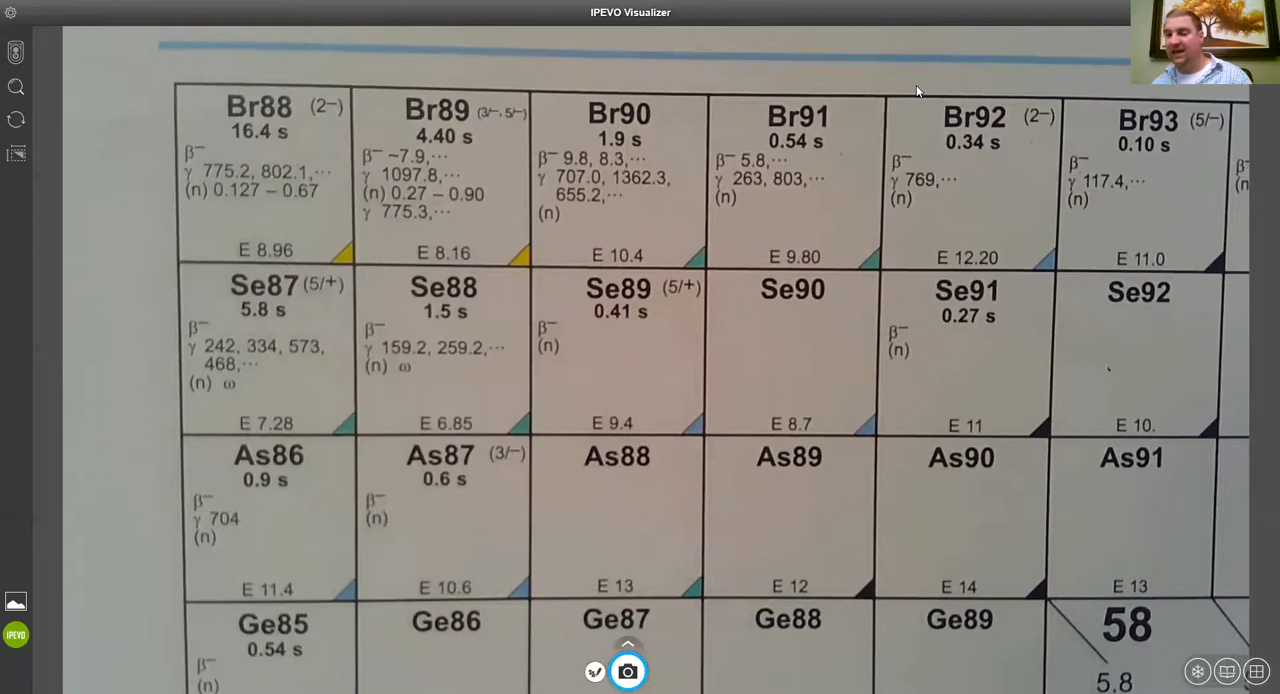 IPEVO Visualizer
Br88 (2−)
16.4 s
β−
γ 775.2, 802.1,···
(n) 0.127 – 0.67
E 8.96
Br89 (3/−, 5/−)
4.40 s
β− ~7.9,···
γ 1097.8,···
(n) 0.27 – 0.90
γ 775.3,···
E 8.16
Br90
1.9 s
β− 9.8, 8.3,···
γ 707.0, 1362.3,
655.2,···
(n)
E 10.4
Br91
0.54 s
β− 5.8,···
γ 263, 803,···
(n)
E 9.80
Br92 (2−)
0.34 s
β−
γ 769,···
(n)
E 12.20
Br93 (5/−)
0.10 s
β−
γ 117.4,···
(n)
E 11.0
Se87 (5/+)
5.8 s
β−
γ 242, 334, 573,
468,···
(n) ω
E 7.28
Se88
1.5 s
β−
γ 159.2, 259.2,···
(n) ω
E 6.85
Se89 (5/+)
0.41 s
β−
(n)
E 9.4
Se90
E 8.7
Se91
0.27 s
β−
(n)
E 11
Se92
E 10.
As86
0.9 s
β−
γ 704
(n)
E 11.4
As87 (3/−)
0.6 s
β−
(n)
E 10.6
As88
E 13
As89
E 12
As90
E 14
As91
E 13
Ge85
0.54 s
β−
(n)
Ge86
Ge87
Ge88
Ge89
58
5.8
IPEVO